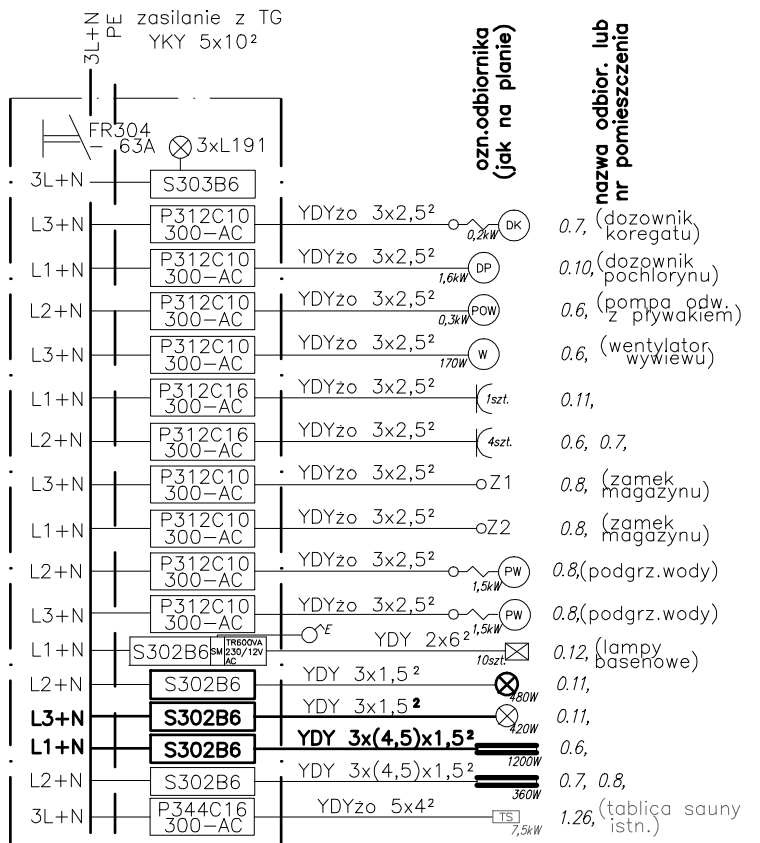 3L+N
PE
zasilanie z TG
YKY 5x10²
ozn.odbiornika
(jak na planie)
nazwa odbior. lub
nr pomieszczenia
FR304
63A
3xL191
3L+N S303B6
L3+N P312C10 300-AC YDYżo 3x2,5² 0,2kW DK 0.7, (dozownik koregatu)
L1+N P312C10 300-AC YDYżo 3x2,5² 1,6kW DP 0.10, (dozownik pochlorynu)
L2+N P312C10 300-AC YDYżo 3x2,5² 0,3kW POW 0.6, (pompa odw. z pływakiem)
L3+N P312C10 300-AC YDYżo 3x2,5² 170W W 0.6, (wentylator wywiewu)
L1+N P312C16 300-AC YDYżo 3x2,5² 1szt. 0.11,
L2+N P312C16 300-AC YDYżo 3x2,5² 4szt. 0.6, 0.7,
L3+N P312C10 300-AC YDYżo 3x2,5² Z1 0.8, (zamek magazynu)
L1+N P312C10 300-AC YDYżo 3x2,5² Z2 0.8, (zamek magazynu)
L2+N P312C10 300-AC YDYżo 3x2,5² 1,5kW PW 0.8,(podgrz.wody)
L3+N P312C10 300-AC YDYżo 3x2,5² 1,5kW PW 0.8,(podgrz.wody)
L1+N S302B6 SM TR600VA 230/12V AC E YDY 2x6² 10szt. 0.12, (lampy basenowe)
L2+N S302B6 YDY 3x1,5² 480W 0.11,
L3+N S302B6 YDY 3x1,5² 420W 0.11,
L1+N S302B6 YDY 3x(4,5)x1,5² 1200W 0.6,
L2+N S302B6 YDY 3x(4,5)x1,5² 360W 0.7, 0.8,
3L+N P344C16 300-AC YDYżo 5x4² TS 7,5kW 1.26, (tablica sauny istn.)